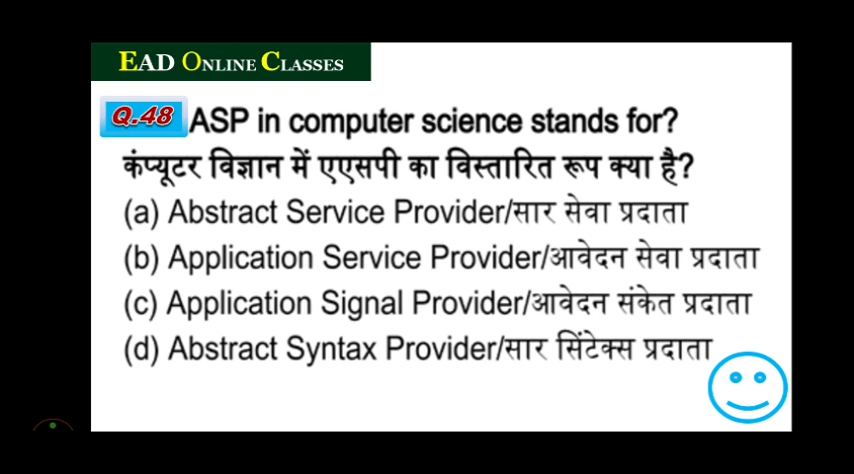 EAD ONLINE CLASSES
Q.48 ASP in computer science stands for?
कंप्यूटर विज्ञान में एएसपी का विस्तारित रूप क्या है?
(a) Abstract Service Provider/सार सेवा प्रदाता
(b) Application Service Provider/आवेदन सेवा प्रदाता
(c) Application Signal Provider/आवेदन संकेत प्रदाता
(d) Abstract Syntax Provider/सार सिंटेक्स प्रदाता